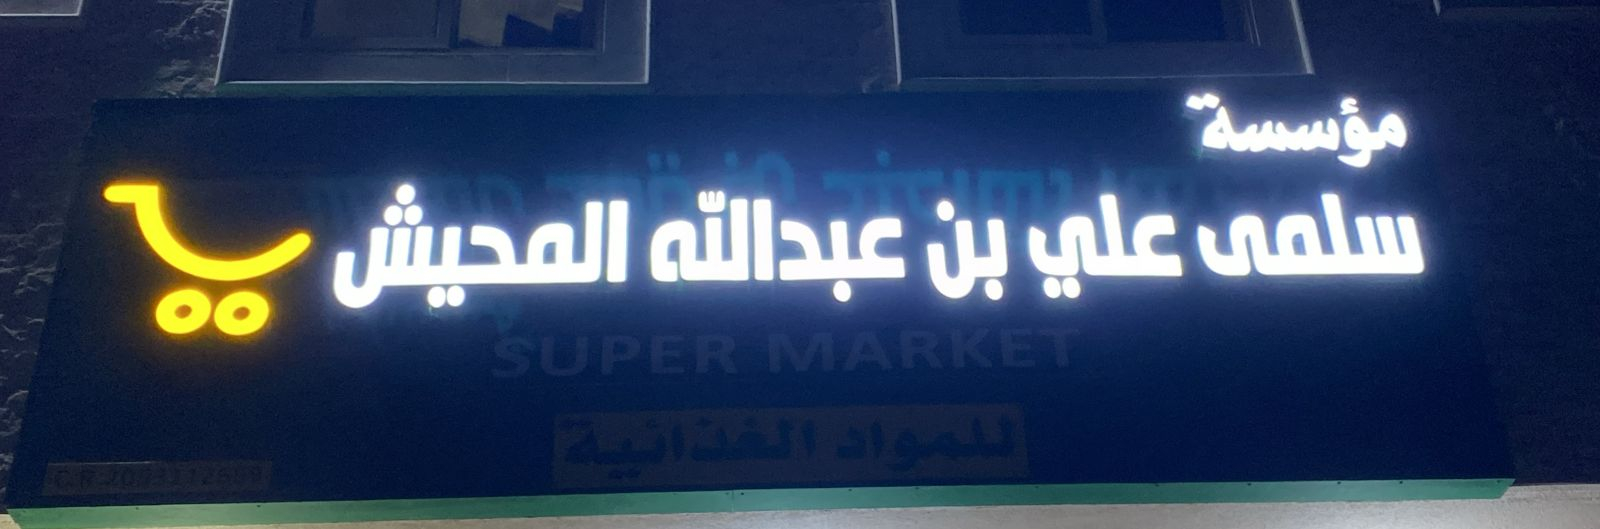 مؤسسة
سلمى علي بن عبدالله المحيش
SUPER MARKET
للمواد الغذائية